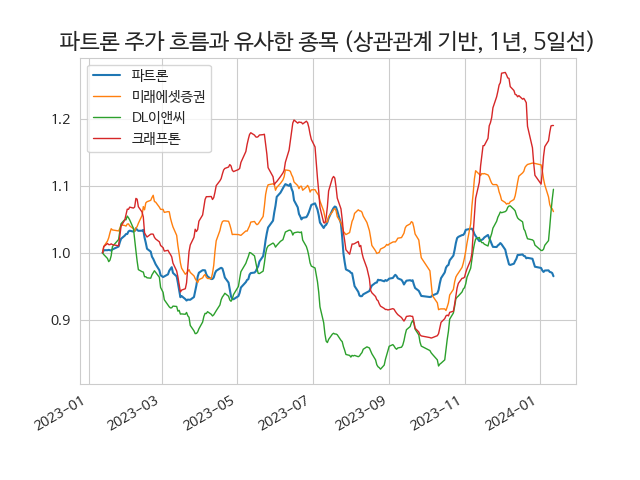 파트론 주가 흐름과 유사한 종목 (상관관계 기반, 1년, 5일선)
파트론
미래에셋증권
DL이앤씨
크래프톤
1.2
1.1
1.0
0.9
2023-01
2023-03
2023-05
2023-07
2023-09
2023-11
2024-01